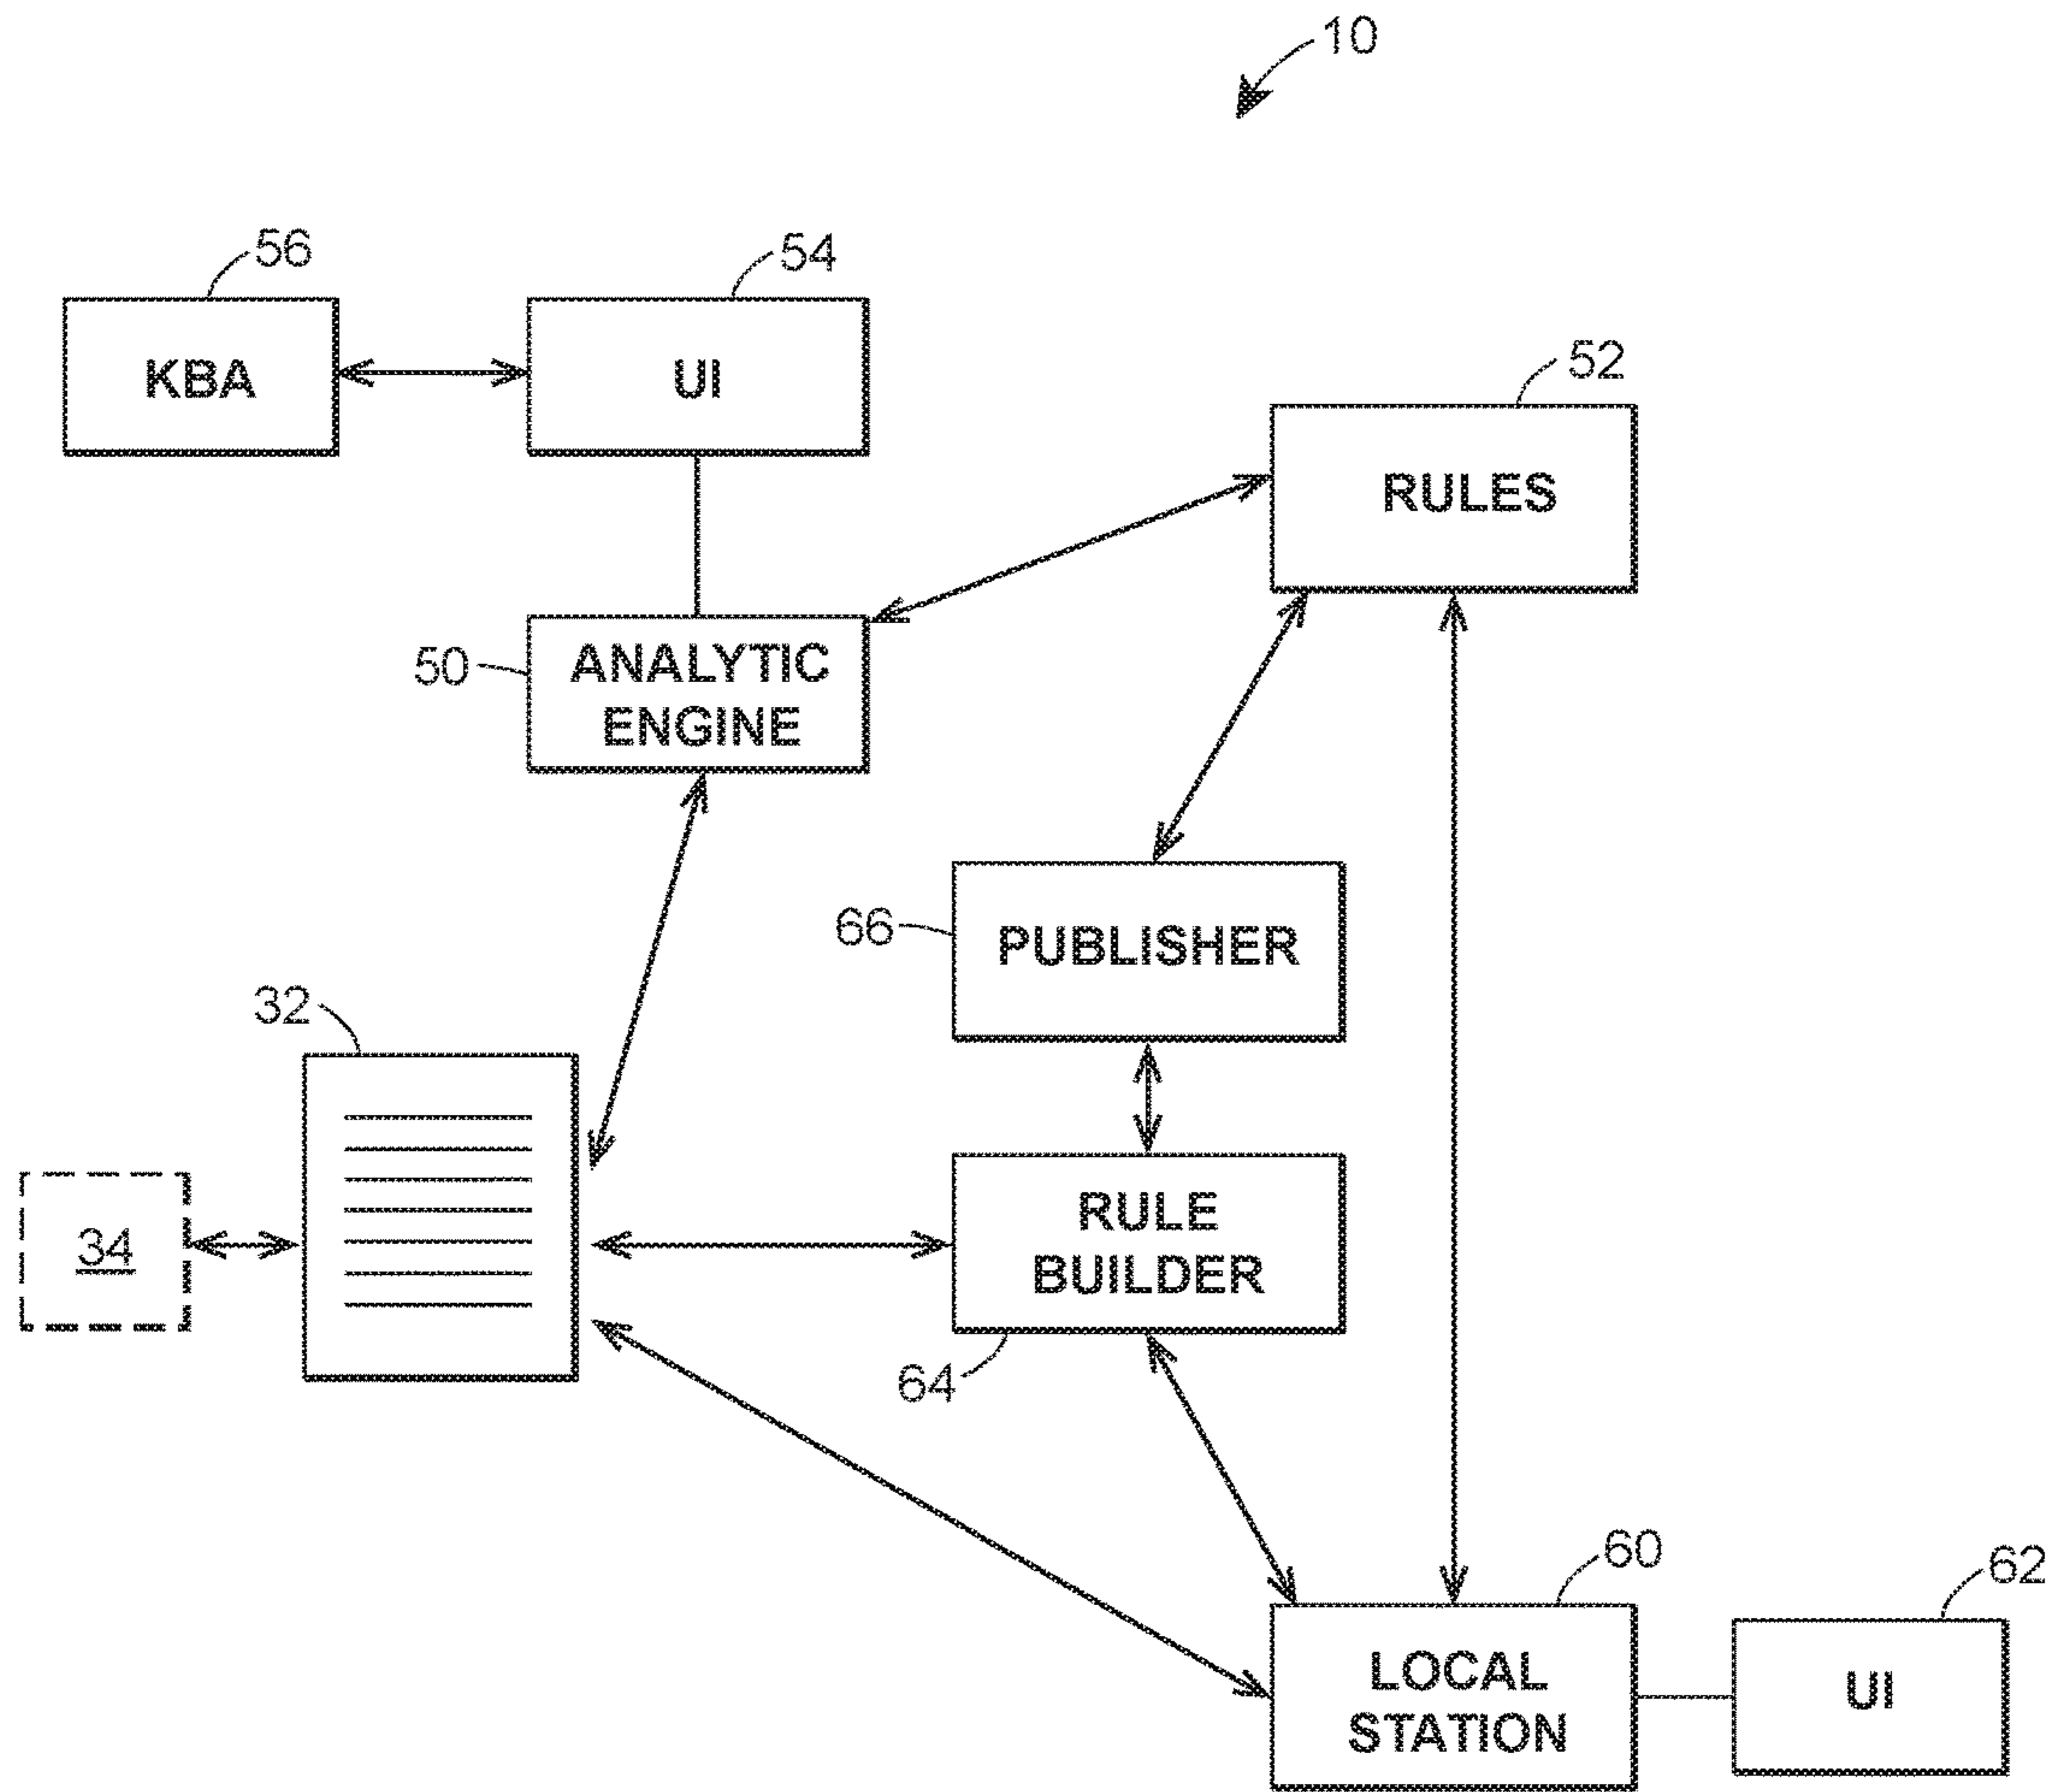 10
56
54
KBA
UI
52
RULES
50
ANALYTIC
ENGINE
66
PUBLISHER
32
34
RULE
BUILDER
64
60
62
LOCAL
STATION
UI